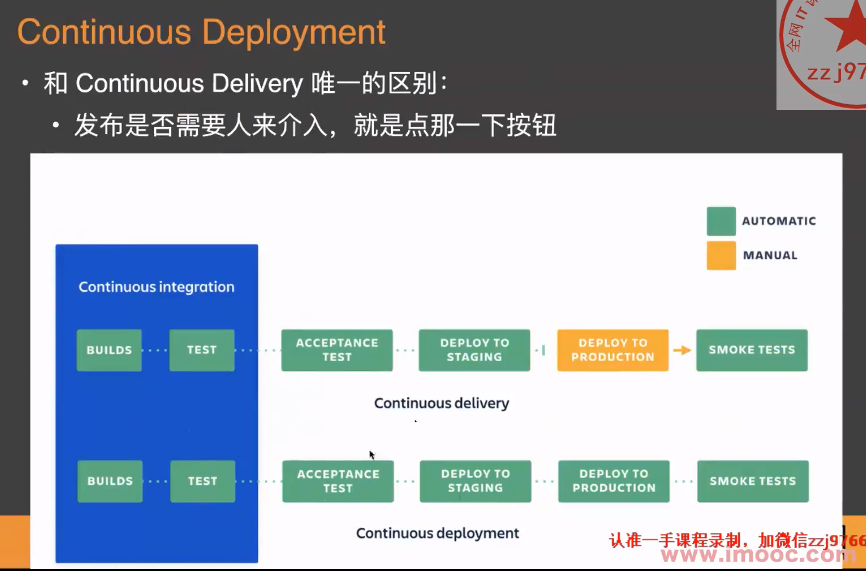 Continuous Deployment
全网IT课
zzj97
• 和 Continuous Delivery 唯一的区别：
• 发布是否需要人来介入，就是点那一下按钮
AUTOMATIC
MANUAL
Continuous integration
BUILDS
TEST
ACCEPTANCE
TEST
DEPLOY TO
STAGING
DEPLOY TO
PRODUCTION
SMOKE TESTS
Continuous delivery
BUILDS
TEST
ACCEPTANCE
TEST
DEPLOY TO
STAGING
DEPLOY TO
PRODUCTION
SMOKE TESTS
Continuous deployment
认准一手课程录制，加微信zzj9766
www.imooc.com